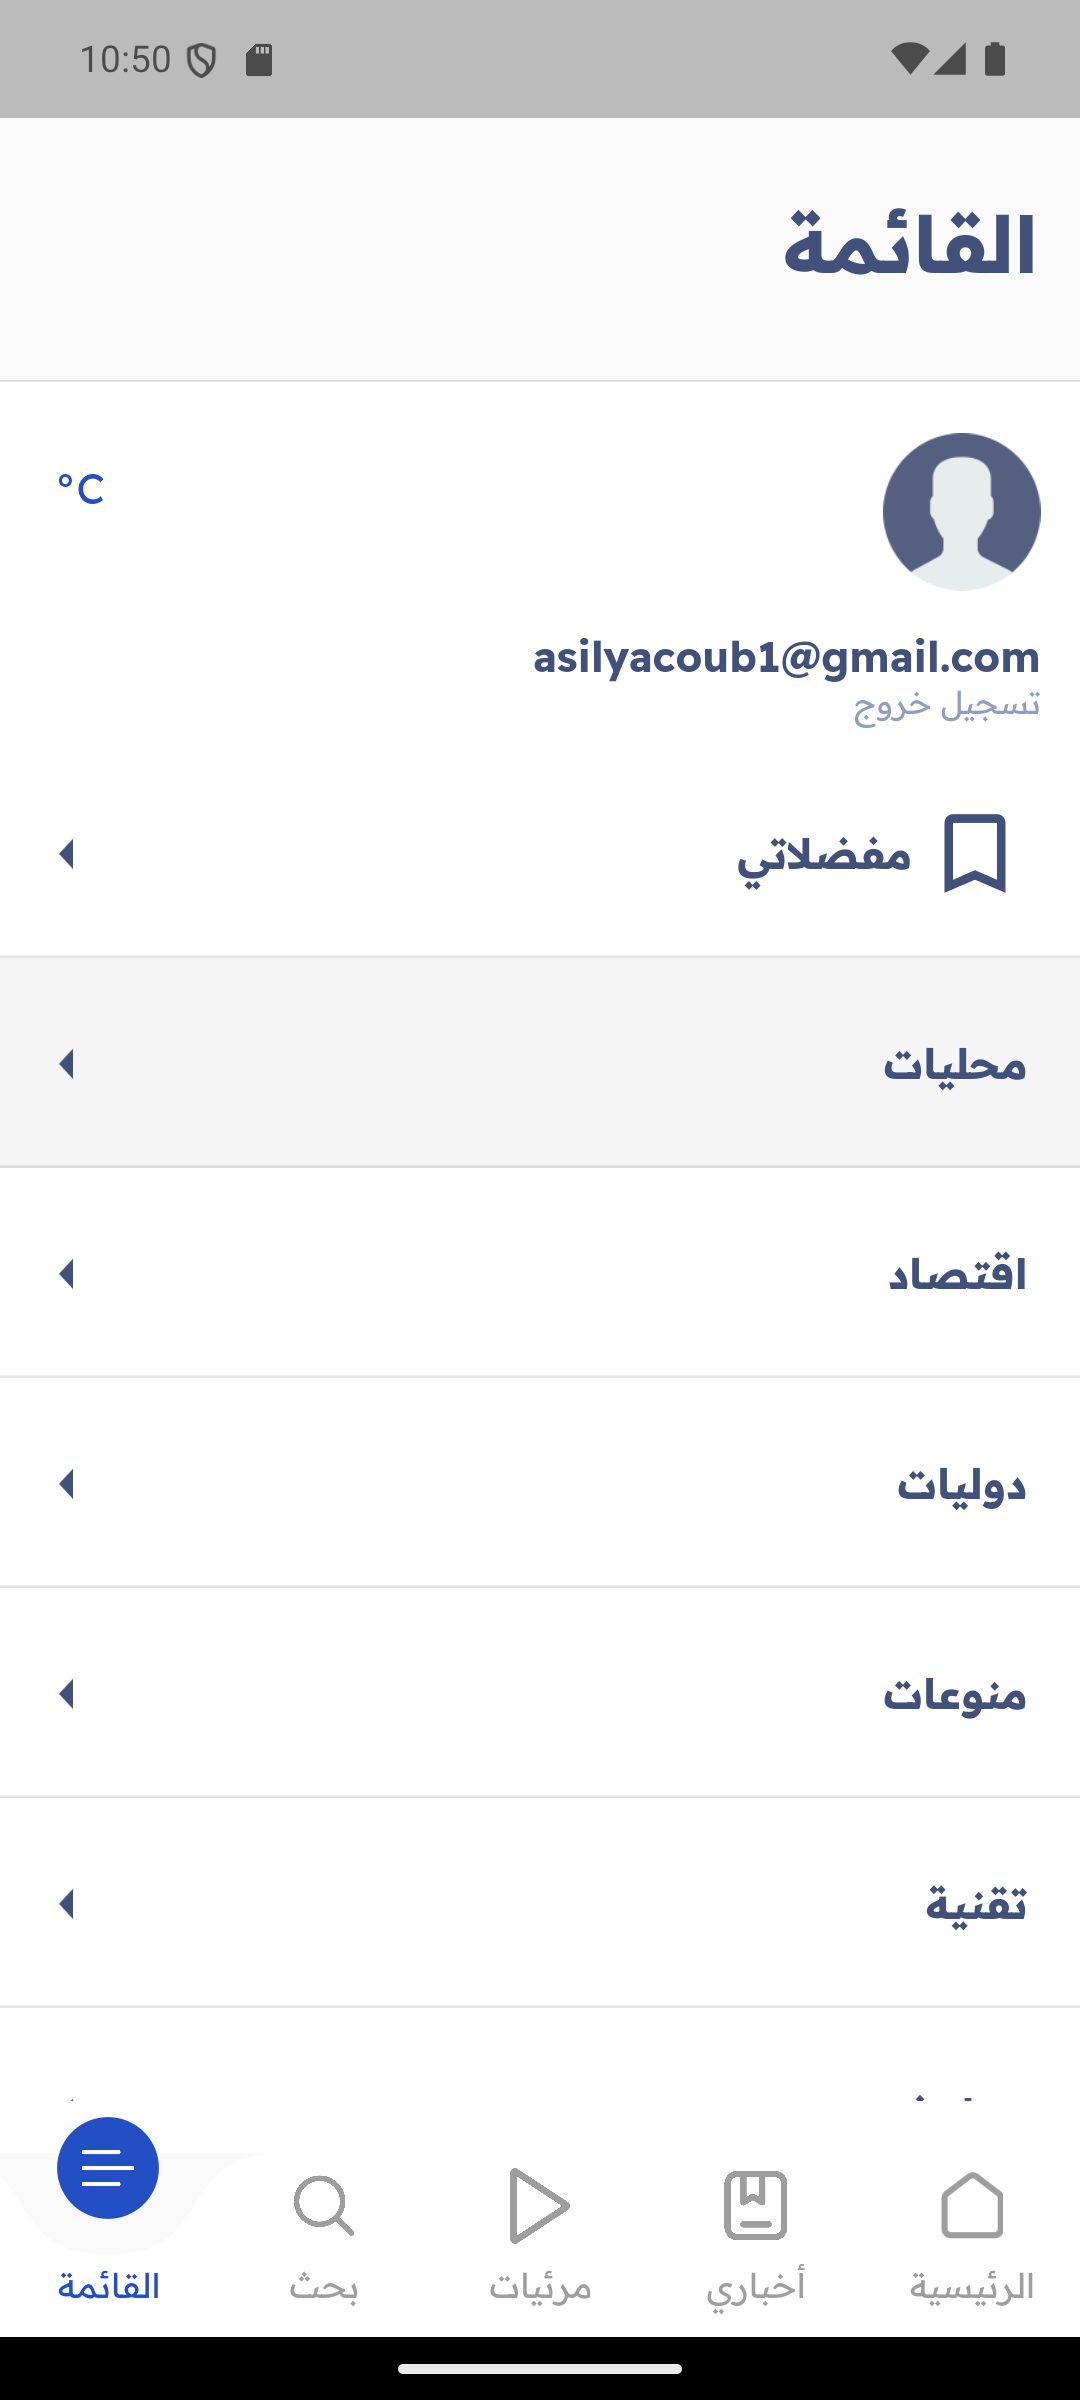 10:50
القائمة
°C
asilyacoub1@gmail.com
تسجيل خروج
مفضلاتي
محليات
اقتصاد
دوليات
منوعات
تقنية
الرئيسية
أخباري
مرئيات
بحث
القائمة